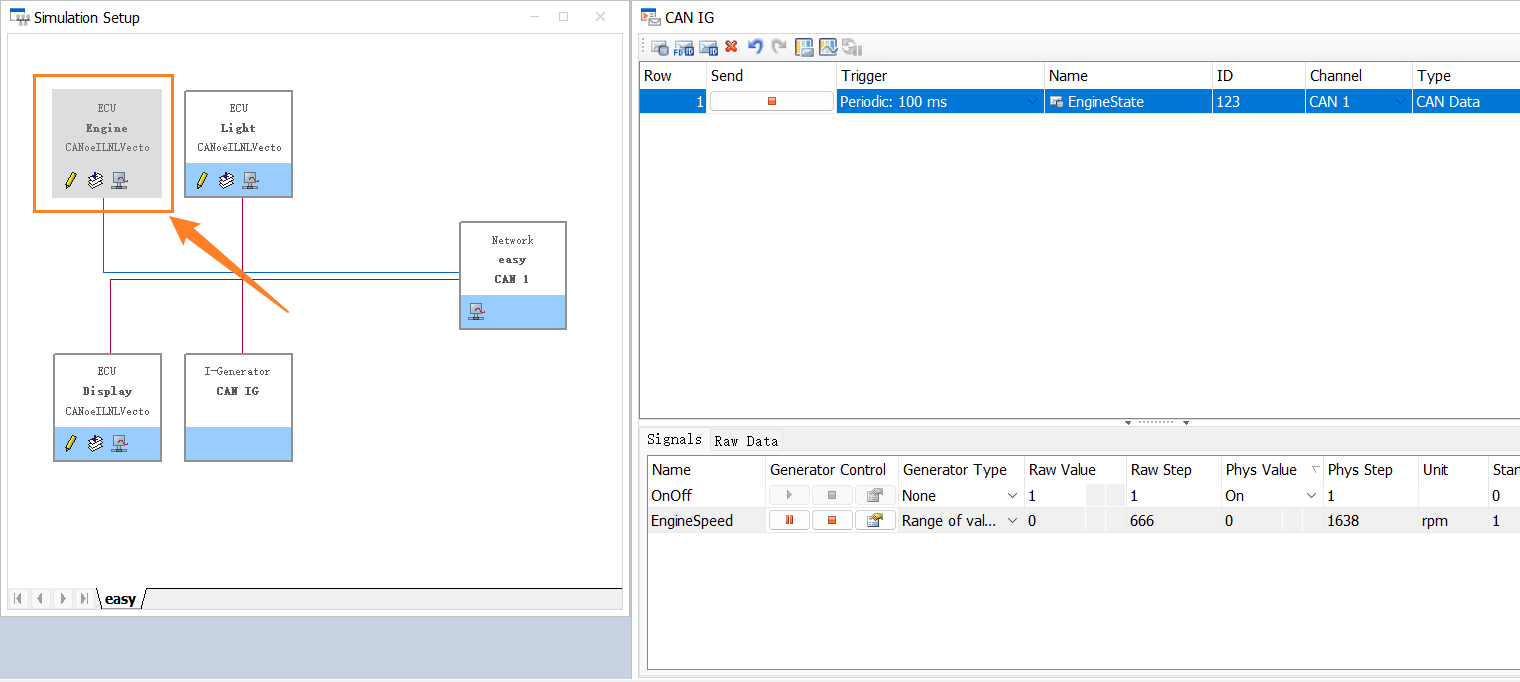 Simulation Setup
ECU
Engine
CANoeILNLVecto
ECU
Light
CANoeILNLVecto
Network
easy
CAN 1
ECU
Display
CANoeILNLVecto
I-Generator
CAN IG
easy
CAN IG
FD
Row Send Trigger Name ID Channel Type
1 Periodic: 100 ms EngineState 123 CAN 1 CAN Data
Signals Raw Data
Name Generator Control Generator Type Raw Value Raw Step Phys Value Phys Step Unit Star
OnOff None 1 1 On 1 0
EngineSpeed Range of val... 0 666 0 1638 rpm 1